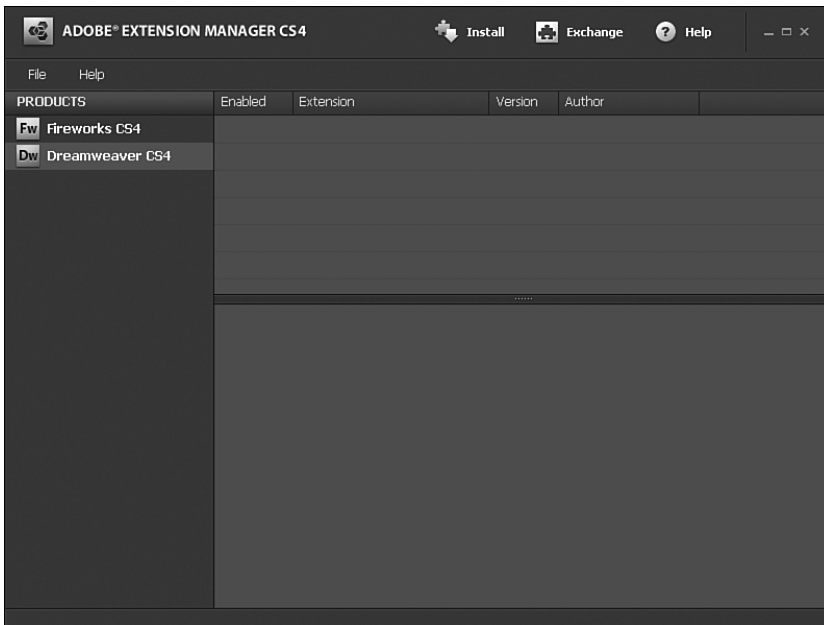 ADOBE® EXTENSION MANAGER CS4 Install Exchange ? Help
File Help
PRODUCTS Enabled Extension Version Author
Fw Fireworks CS4
Dw Dreamweaver CS4